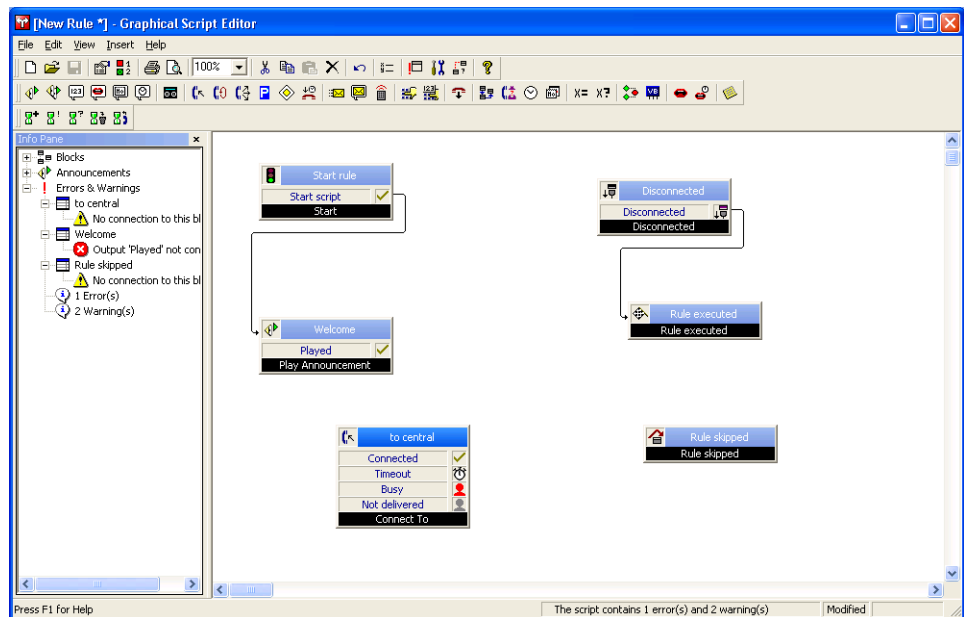 [New Rule *] - Graphical Script Editor
File Edit View Insert Help
100%
Info Pane
Blocks
Announcements
Errors & Warnings
to central
No connection to this bl
Welcome
Output 'Played' not con
Rule skipped
No connection to this bl
1 Error(s)
2 Warning(s)
Start rule
Start script
Start
Disconnected
Disconnected
Disconnected
Welcome
Played
Play Announcement
Rule executed
Rule executed
to central
Connected
Timeout
Busy
Not delivered
Connect To
Rule skipped
Rule skipped
Press F1 for Help
The script contains 1 error(s) and 2 warning(s)
Modified